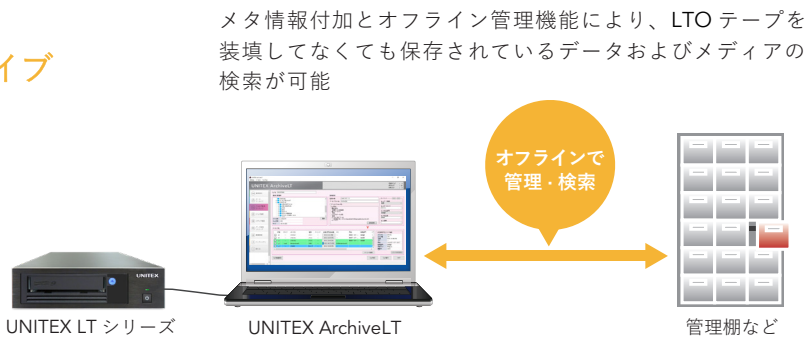 メタ情報付加とオフライン管理機能により、LTO テープを
装填してなくても保存されているデータおよびメディアの
検索が可能
イブ
オフラインで
管理・検索
UNITEX ArchiveLT
UNITEX
UNITEX LT シリーズ
UNITEX ArchiveLT
管理棚など